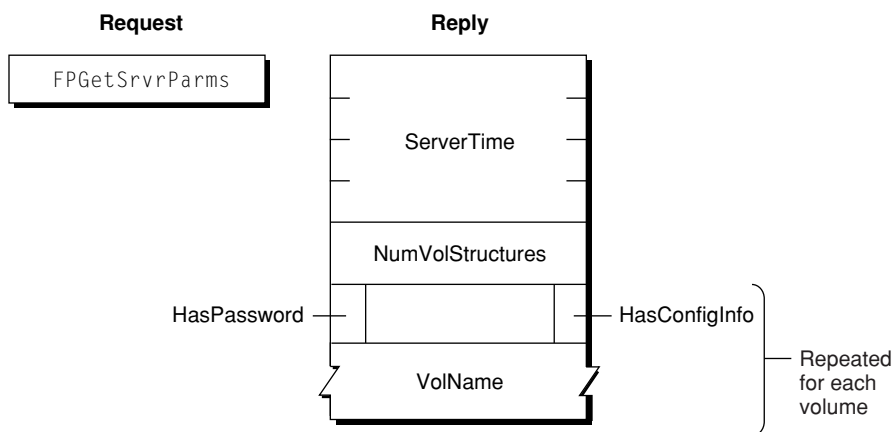 Request
Reply
FPGetSrvrParms
ServerTime
NumVolStructures
HasPassword
HasConfigInfo
VolName
Repeated
for each
volume